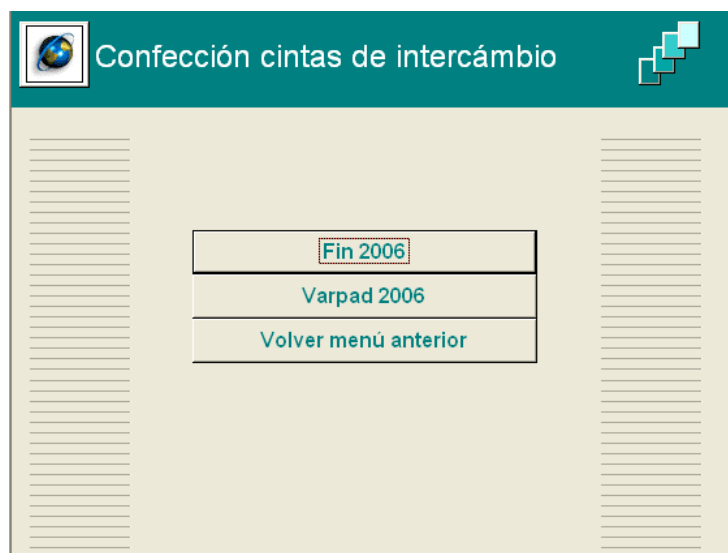 Confección cintas de intercámbio
Fin 2006
Varpad 2006
Volver menú anterior